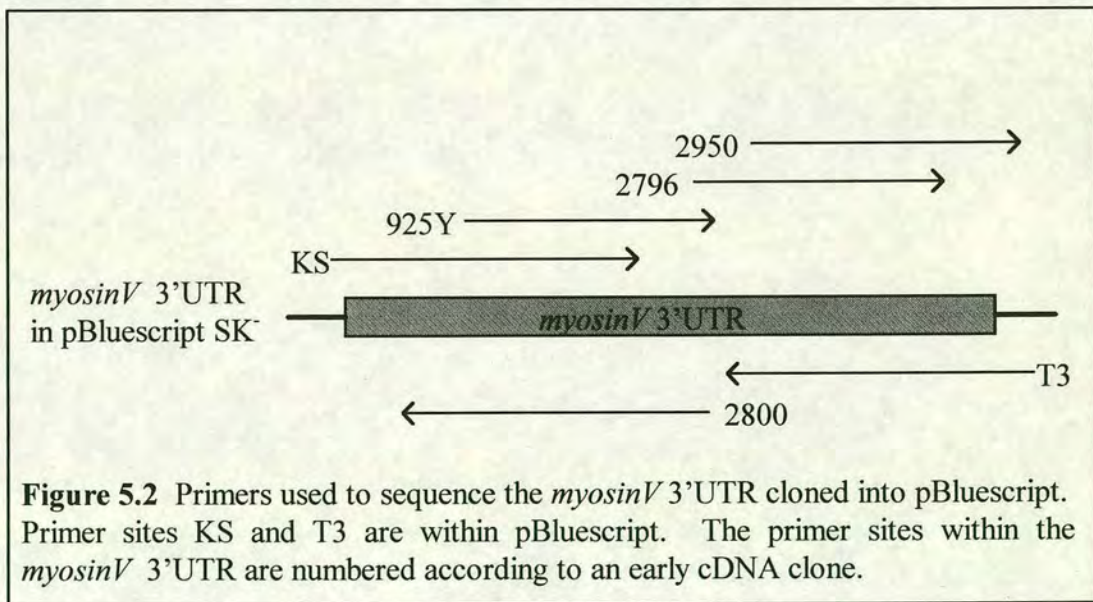 2950
2796
925Y
KS
myosinV 3’UTR
in pBluescript SK-
myosinV 3’UTR
T3
2800
Figure 5.2 Primers used to sequence the myosinV 3’UTR cloned into pBluescript.
Primer sites KS and T3 are within pBluescript. The primer sites within the
myosinV 3’UTR are numbered according to an early cDNA clone.